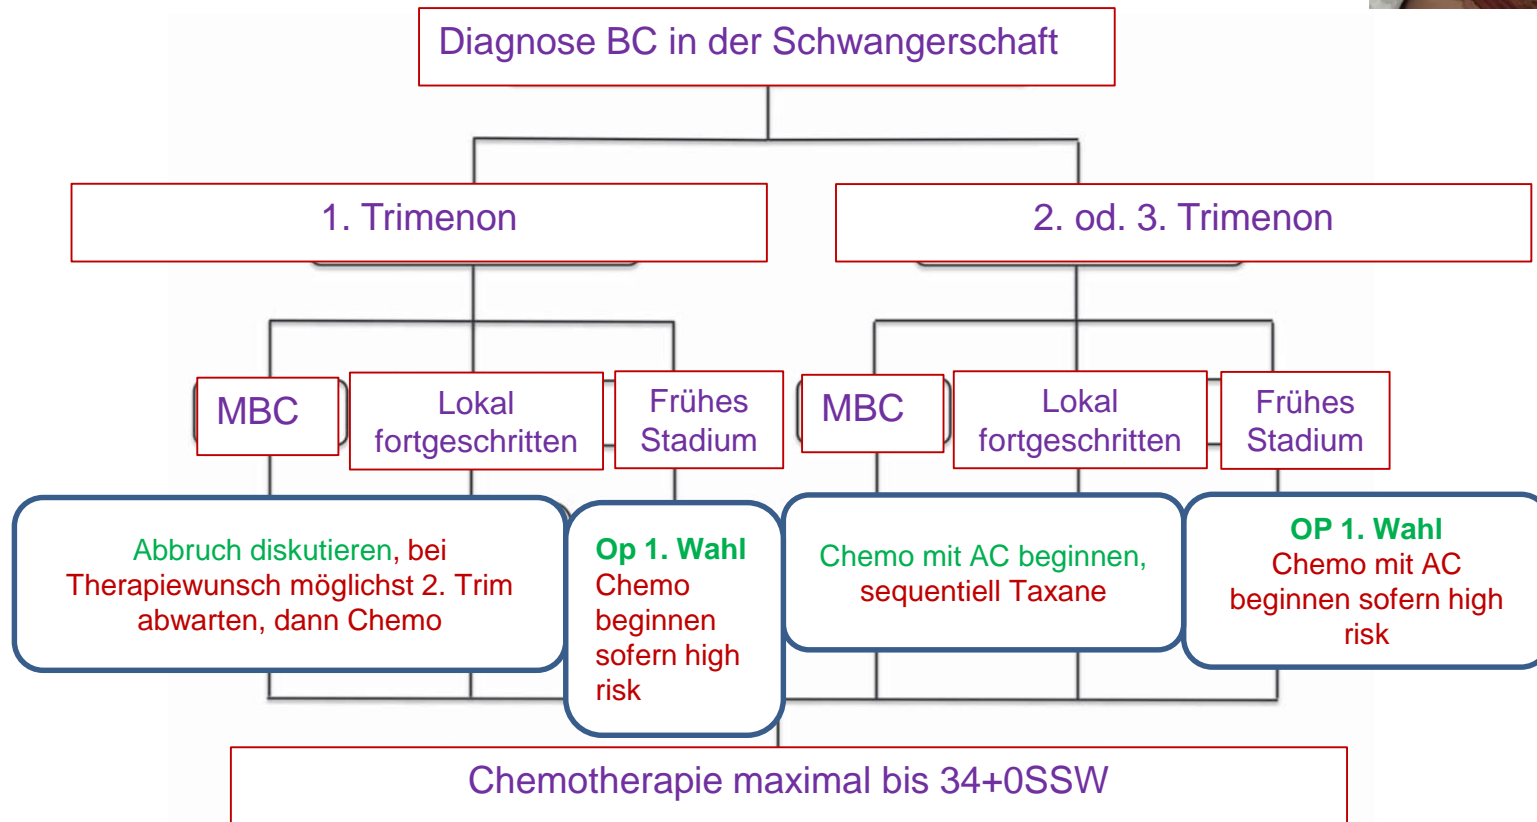 Diagnose BC in der Schwangerschaft
1. Trimenon
2. od. 3. Trimenon
MBC
Lokal
fortgeschritten
Frühes
Stadium
MBC
Lokal
fortgeschritten
Frühes
Stadium
Abbruch diskutieren, bei
Therapiewunsch möglichst 2. Trim
abwarten, dann Chemo
Op 1. Wahl
Chemo
beginnen
sofern high
risk
Chemo mit AC beginnen,
sequentiell Taxane
OP 1. Wahl
Chemo mit AC
beginnen sofern high
risk
Chemotherapie maximal bis 34+0SSW